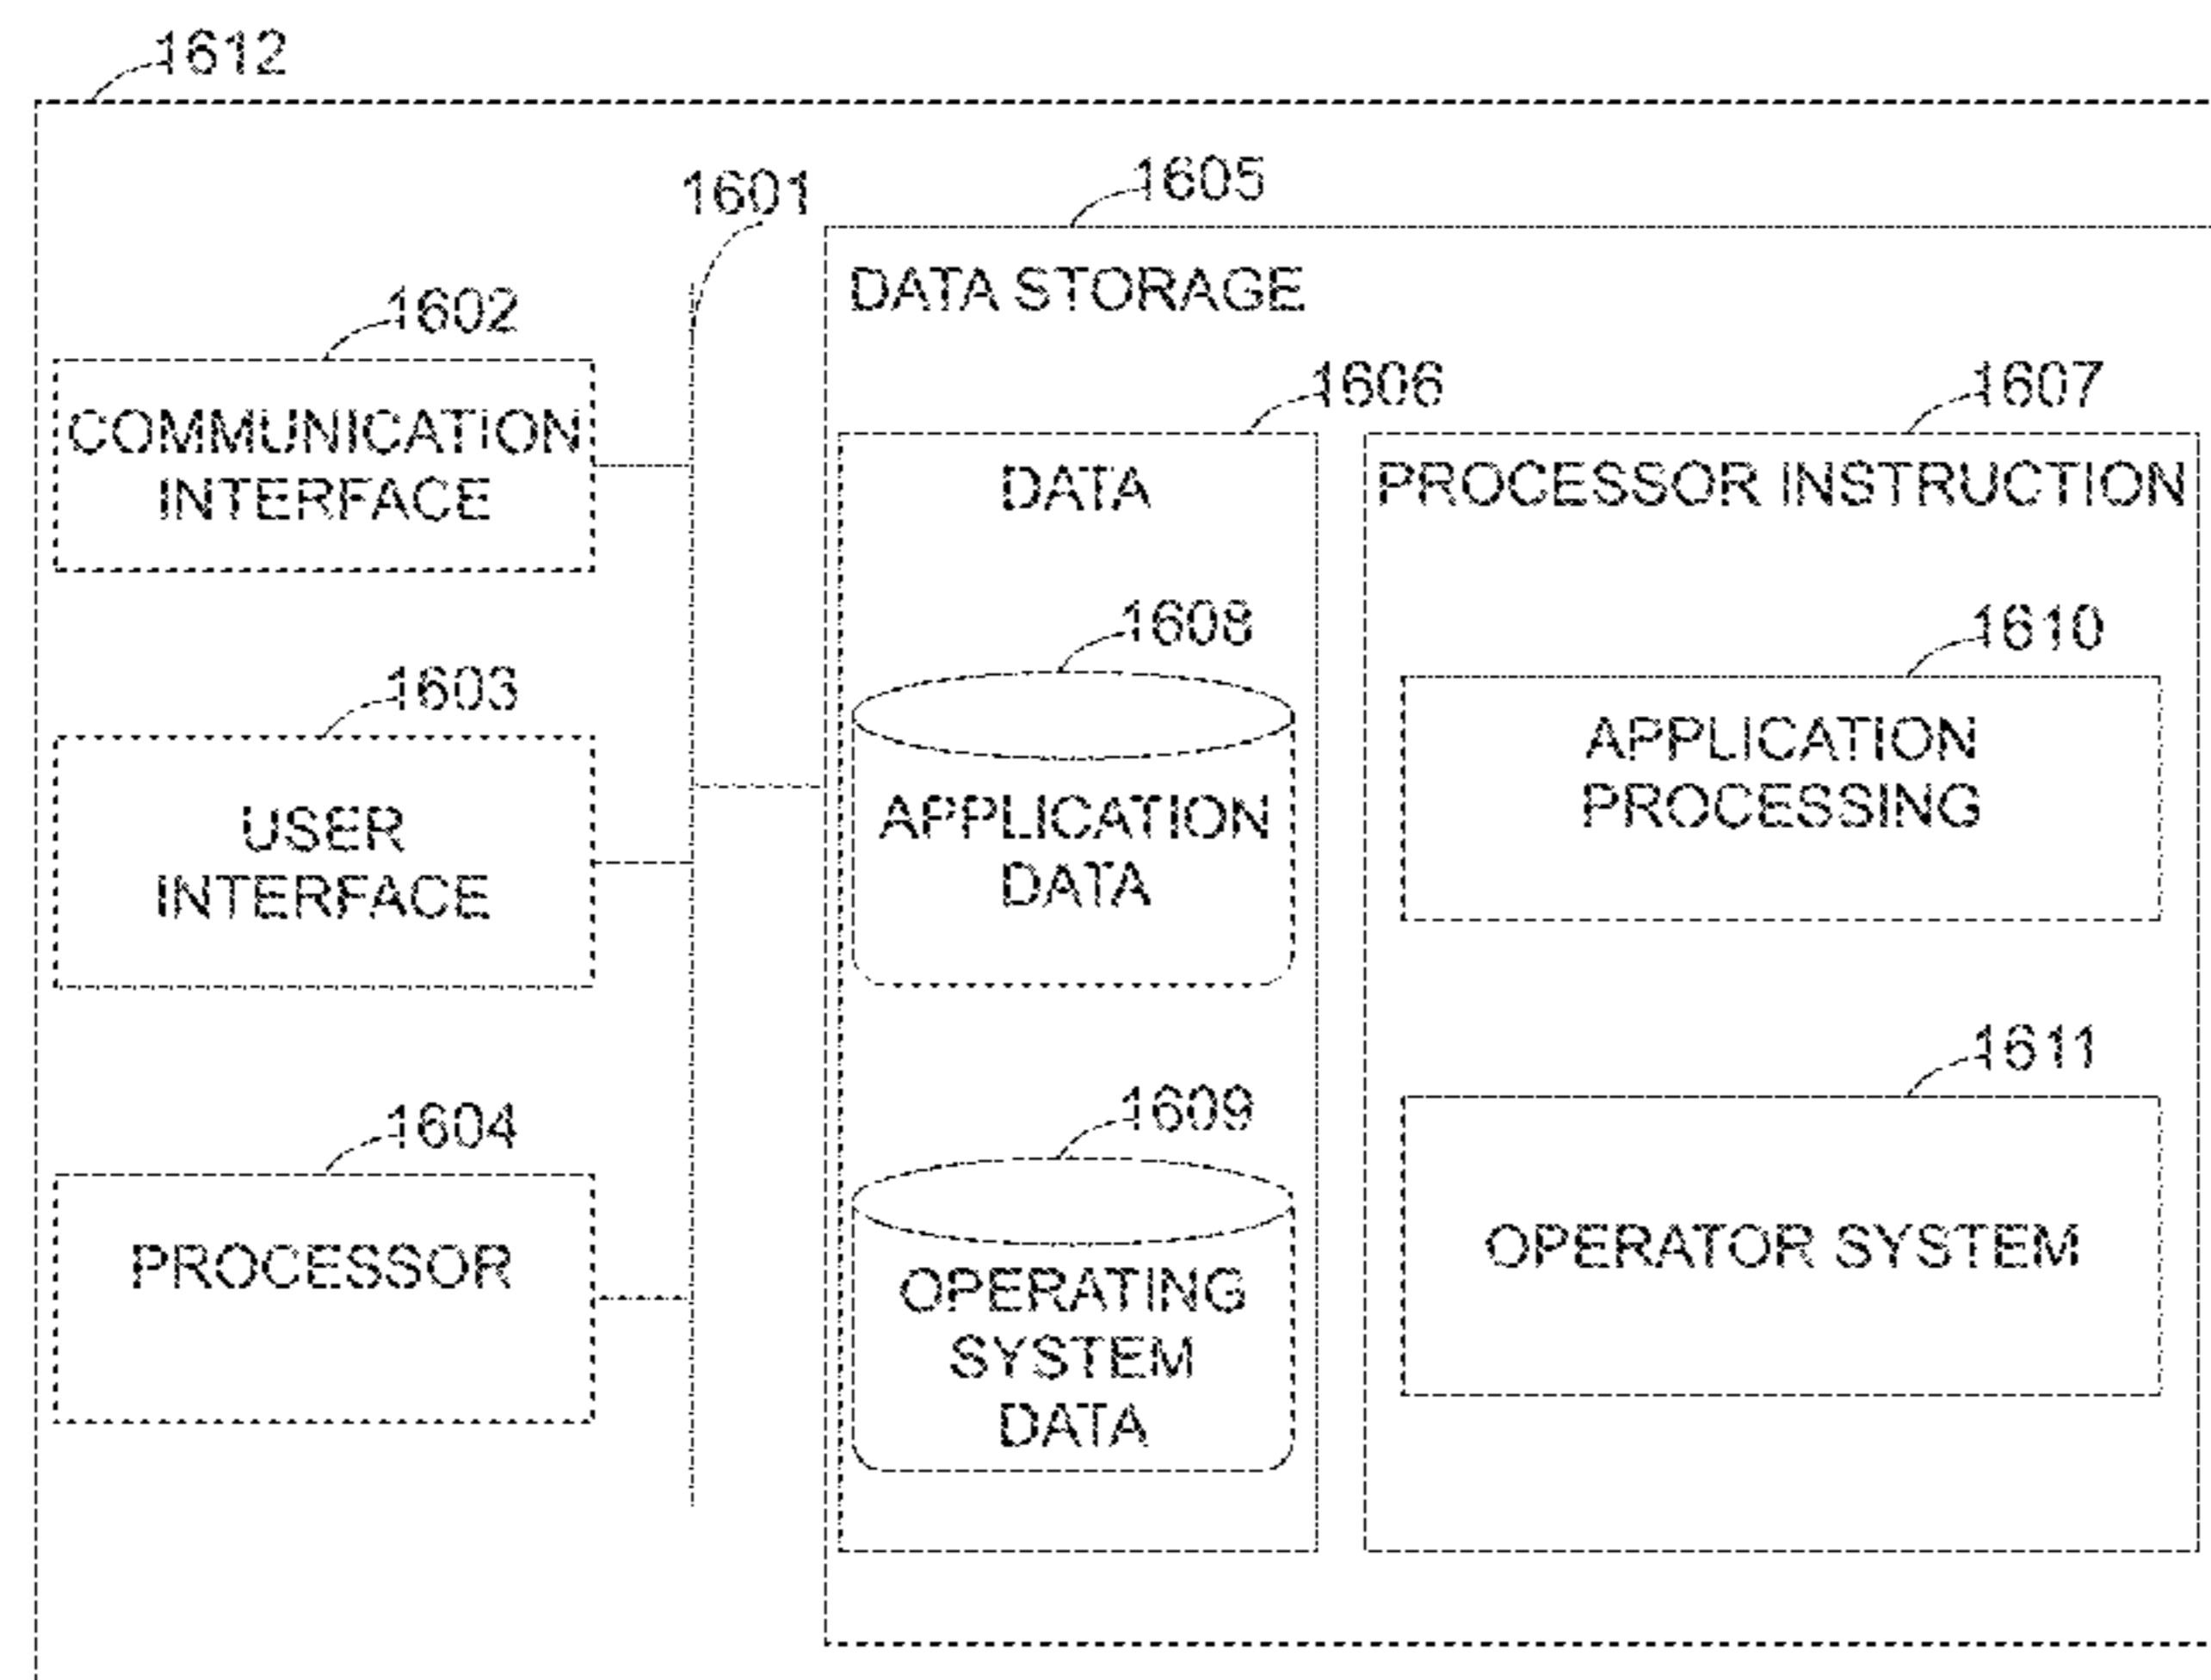 1612
1601
1605
DATA STORAGE
1602
COMMUNICATION
INTERFACE
1606
DATA
1607
PROCESSOR INSTRUCTION
1608
APPLICATION
DATA
1610
APPLICATION
PROCESSING
1603
USER
INTERFACE
1609
OPERATING
SYSTEM
DATA
1611
OPERATOR SYSTEM
1604
PROCESSOR